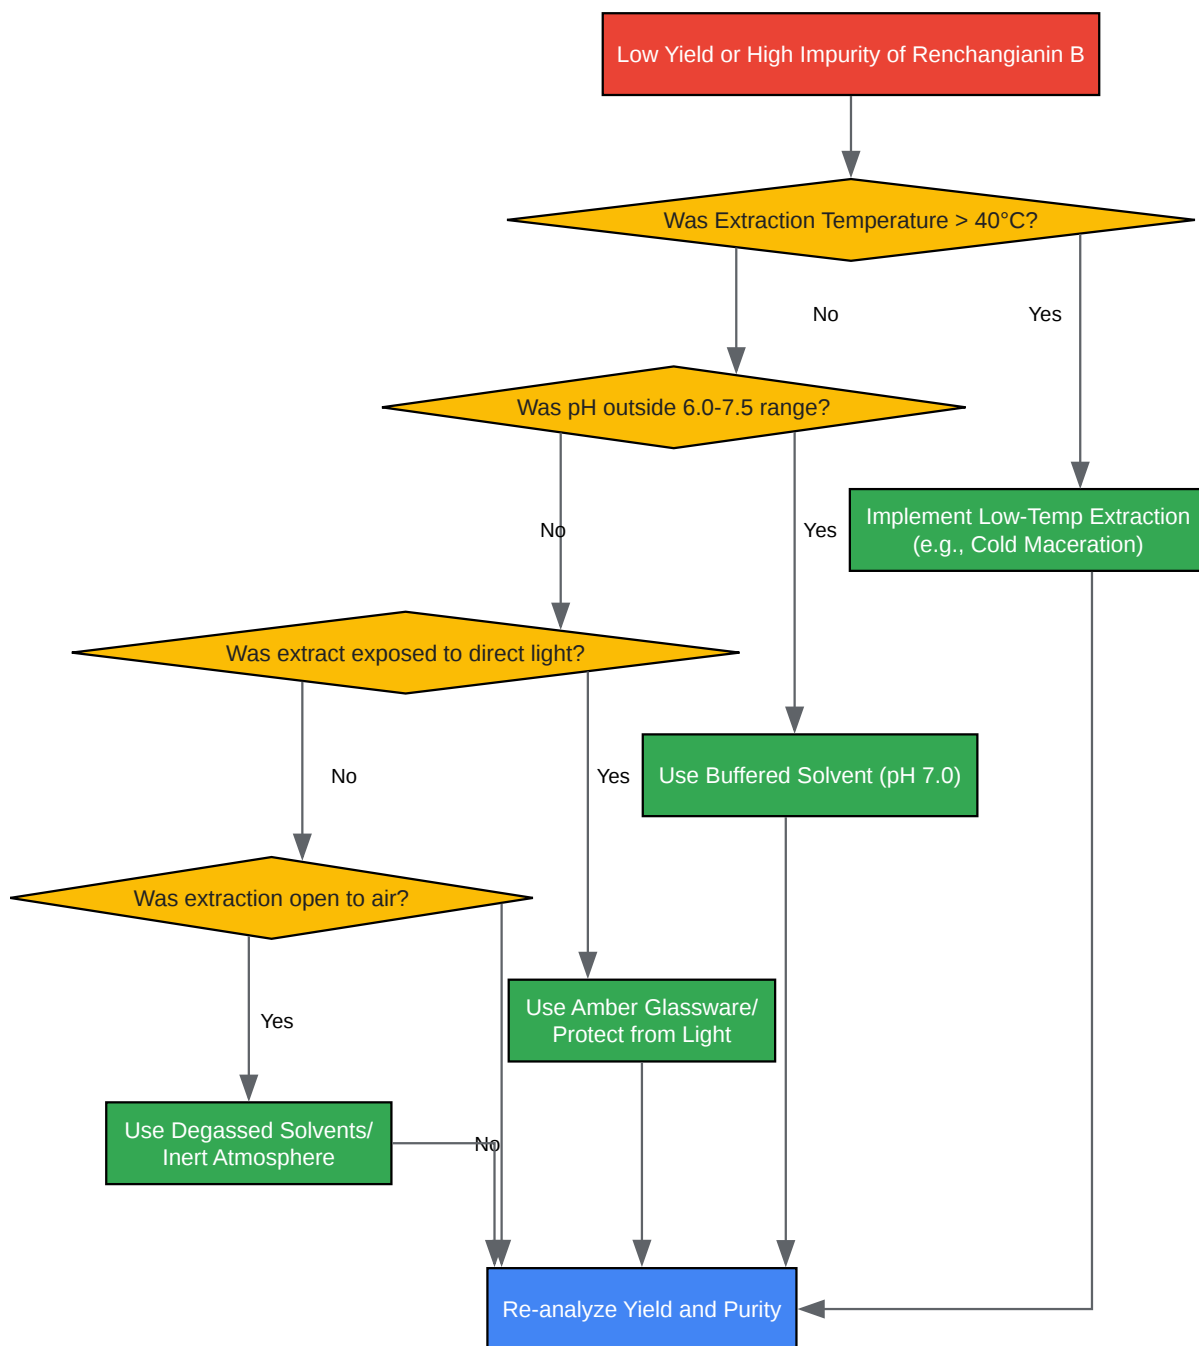 Low Yield or High Impurity of Renchangianin B
Was Extraction Temperature > 40°C?
No
Yes
Was pH outside 6.0-7.5 range?
Implement Low-Temp Extraction
(e.g., Cold Maceration)
No
Yes
Was extract exposed to direct light?
No
Yes
Use Buffered Solvent (pH 7.0)
Was extraction open to air?
Use Amber Glassware/
Protect from Light
Yes
Use Degassed Solvents/
Inert Atmosphere
No
Re-analyze Yield and Purity